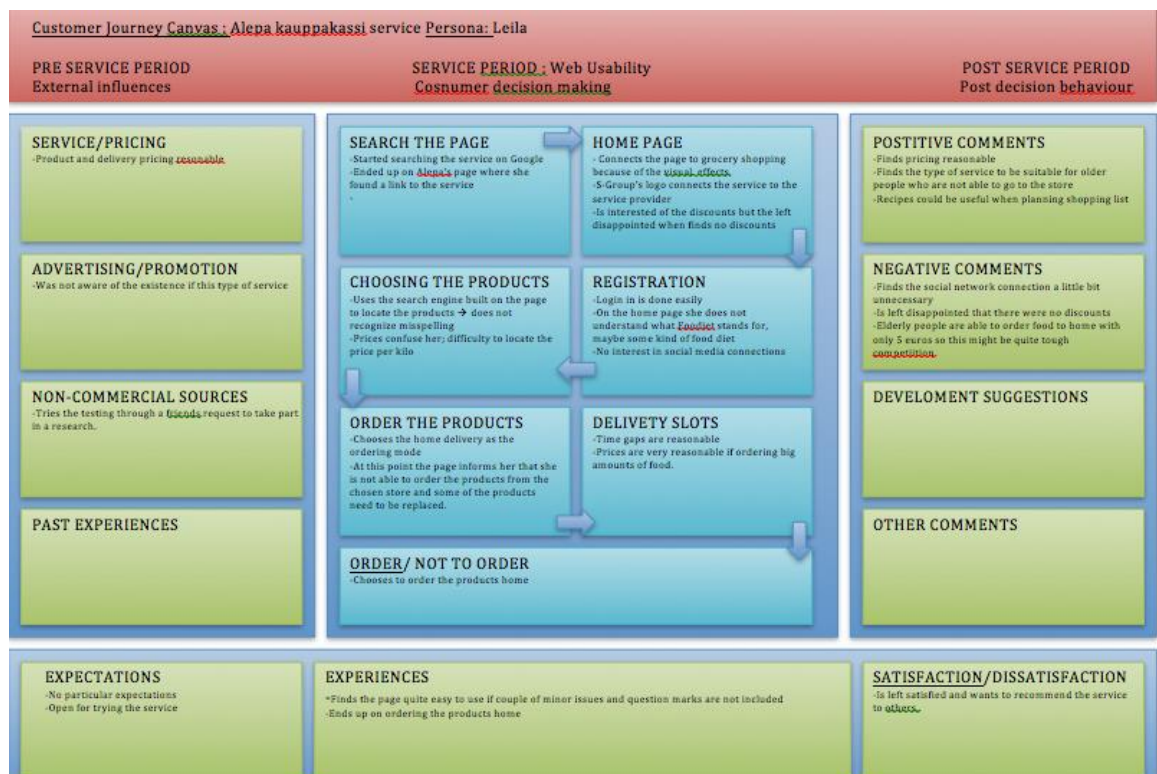 Customer Journey Canvas : Alepa kauppakassi service Persona: Leila
PRE SERVICE PERIOD
External influences
SERVICE PERIOD : Web Usability
Cosnumer decision making
POST SERVICE PERIOD
Post decision behaviour
SERVICE/PRICING
-Product and delivery pricing resonable
ADVERTISING/PROMOTION
-Was not aware of the existence if this type of service
NON-COMMERCIAL SOURCES
-Tries the testing through a friends request to take part
in a research.
PAST EXPERIENCES
SEARCH THE PAGE
-Started searching the service on Google
-Ended up on Alepa's page where she
found a link to the service
-
HOME PAGE
- Connects the page to grocery shopping
because of the visual effects.
-S-Group's logo connects the service to the
service provider
-Is interested of the discounts but the left
disappointed when finds no discounts
REGISTRATION
-Login in is done easily
-On the home page she does not
understand what Foodiet stands for,
maybe some kind of food diet
-No interest in social media connections
CHOOSING THE PRODUCTS
-Uses the search engine built on the page
to locate the products → does not
recognize misspelling
-Prices confuse her; difficulty to locate the
price per kilo
ORDER THE PRODUCTS
-Chooses the home delivery as the
ordering mode
-At this point the page informs her that she
is not able to order the products from the
chosen store and some of the products
need to be replaced.
DELIVETY SLOTS
-Time gaps are reasonable
-Prices are very reasonable if ordering big
amounts of food.
ORDER/ NOT TO ORDER
-Chooses to order the products home
POSTITIVE COMMENTS
-Finds pricing reasonable
-Finds the type of service to be suitable for older
people who are not able to go to the store
-Recipes could be useful when planning shopping list
NEGATIVE COMMENTS
-Finds the social network connection a little bit
unnecessary
-Is left disappointed that there were no discounts
-Elderly people are able to order food to home with
only 5 euros so this might be quite tough
competiition.
DEVELOMENT SUGGESTIONS
OTHER COMMENTS
EXPECTATIONS
-No particular expectations
-Open for trying the service
EXPERIENCES
*Finds the page quite easy to use if couple of minor issues and question marks are not included
-Ends up on ordering the products home
SATISFACTION/DISSATISFACTION
-Is left satisfied and wants to recommend the service
to others.